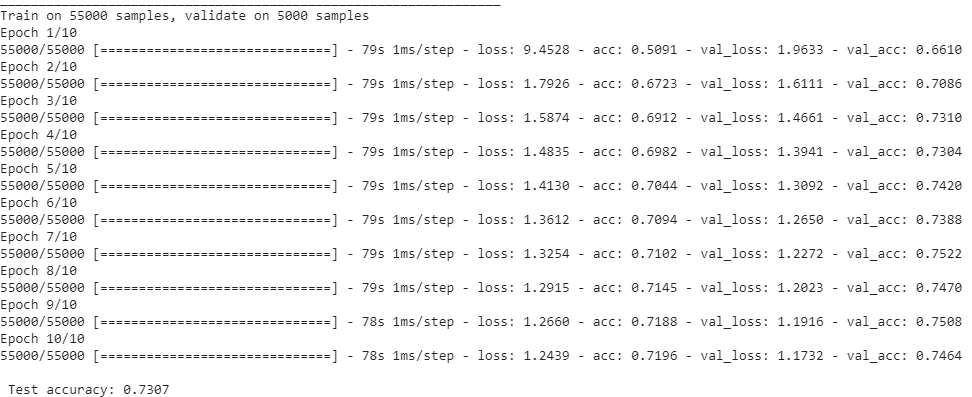 _________________________________________________________________
Train on 55000 samples, validate on 5000 samples
Epoch 1/10
55000/55000 [==============================] - 79s 1ms/step - loss: 9.4528 - acc: 0.5091 - val_loss: 1.9633 - val_acc: 0.6610
Epoch 2/10
55000/55000 [==============================] - 79s 1ms/step - loss: 1.7926 - acc: 0.6723 - val_loss: 1.6111 - val_acc: 0.7086
Epoch 3/10
55000/55000 [==============================] - 79s 1ms/step - loss: 1.5874 - acc: 0.6912 - val_loss: 1.4661 - val_acc: 0.7310
Epoch 4/10
55000/55000 [==============================] - 79s 1ms/step - loss: 1.4835 - acc: 0.6982 - val_loss: 1.3941 - val_acc: 0.7304
Epoch 5/10
55000/55000 [==============================] - 79s 1ms/step - loss: 1.4130 - acc: 0.7044 - val_loss: 1.3092 - val_acc: 0.7420
Epoch 6/10
55000/55000 [==============================] - 79s 1ms/step - loss: 1.3612 - acc: 0.7094 - val_loss: 1.2650 - val_acc: 0.7388
Epoch 7/10
55000/55000 [==============================] - 79s 1ms/step - loss: 1.3254 - acc: 0.7102 - val_loss: 1.2272 - val_acc: 0.7522
Epoch 8/10
55000/55000 [==============================] - 79s 1ms/step - loss: 1.2915 - acc: 0.7145 - val_loss: 1.2023 - val_acc: 0.7470
Epoch 9/10
55000/55000 [==============================] - 78s 1ms/step - loss: 1.2660 - acc: 0.7188 - val_loss: 1.1916 - val_acc: 0.7508
Epoch 10/10
55000/55000 [==============================] - 78s 1ms/step - loss: 1.2439 - acc: 0.7196 - val_loss: 1.1732 - val_acc: 0.7464
Test accuracy: 0.7307